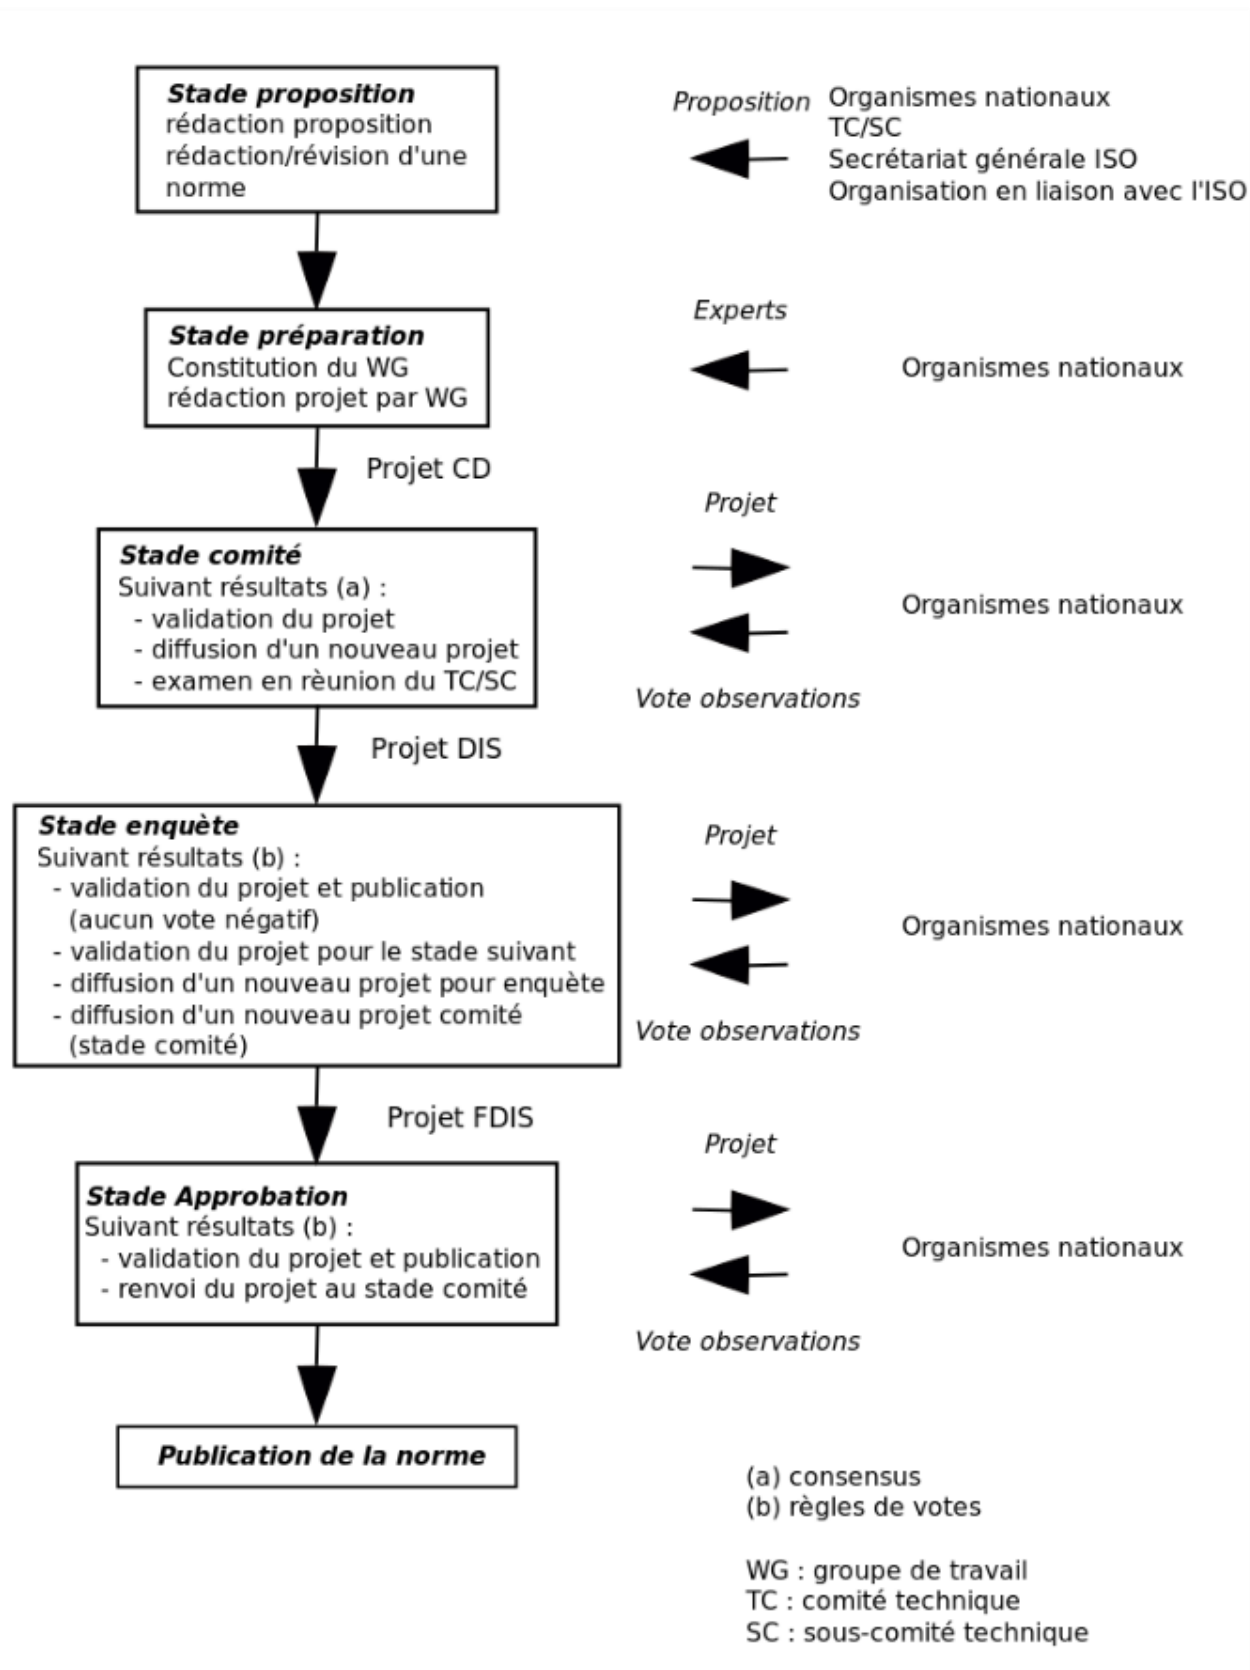 Stade proposition
rédaction proposition
rédaction/révision d'une
norme
Proposition
Organismes nationaux
TC/SC
Secrétariat générale ISO
Organisation en liaison avec l'ISO
Stade préparation
Constitution du WG
rédaction projet par WG
Experts
Organismes nationaux
Projet CD
Stade comité
Suivant résultats (a) :
- validation du projet
- diffusion d'un nouveau projet
- examen en rèunion du TC/SC
Projet
Organismes nationaux
Vote observations
Projet DIS
Stade enquète
Suivant résultats (b) :
- validation du projet et publication
(aucun vote négatif)
- validation du projet pour le stade suivant
- diffusion d'un nouveau projet pour enquète
- diffusion d'un nouveau projet comité
(stade comité)
Projet
Organismes nationaux
Vote observations
Projet FDIS
Stade Approbation
Suivant résultats (b) :
- validation du projet et publication
- renvoi du projet au stade comité
Projet
Organismes nationaux
Vote observations
Publication de la norme
(a) consensus
(b) règles de votes
WG : groupe de travail
TC : comité technique
SC : sous-comité technique